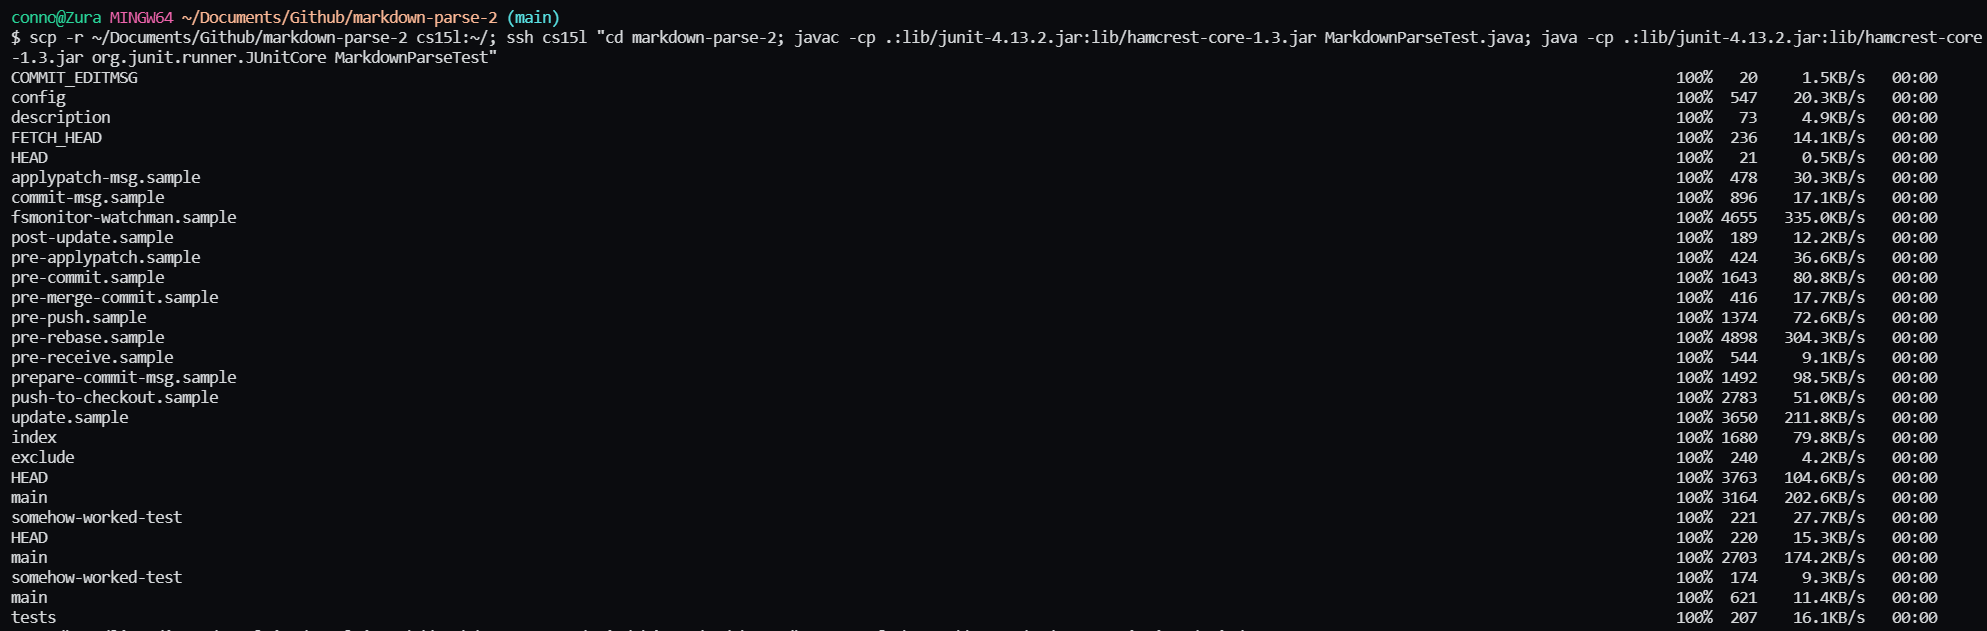 conno@Zura MINGW64 ~/Documents/Github/markdown-parse-2 (main)
$ scp -r ~/Documents/Github/markdown-parse-2 cs15l:~/; ssh cs15l "cd markdown-parse-2; javac -cp .:lib/junit-4.13.2.jar:lib/hamcrest-core-1.3.jar MarkdownParseTest.java; java -cp .:lib/junit-4.13.2.jar:lib/hamcrest-core
-1.3.jar org.junit.runner.JUnitCore MarkdownParseTest"
COMMIT_EDITMSG 100% 20 1.5KB/s 00:00
config 100% 547 20.3KB/s 00:00
description 100% 73 4.9KB/s 00:00
FETCH_HEAD 100% 236 14.1KB/s 00:00
HEAD 100% 21 0.5KB/s 00:00
applypatch-msg.sample 100% 478 30.3KB/s 00:00
commit-msg.sample 100% 896 17.1KB/s 00:00
fsmonitor-watchman.sample 100% 4655 335.0KB/s 00:00
post-update.sample 100% 189 12.2KB/s 00:00
pre-applypatch.sample 100% 424 36.6KB/s 00:00
pre-commit.sample 100% 1643 80.8KB/s 00:00
pre-merge-commit.sample 100% 416 17.7KB/s 00:00
pre-push.sample 100% 1374 72.6KB/s 00:00
pre-rebase.sample 100% 4898 304.3KB/s 00:00
pre-receive.sample 100% 544 9.1KB/s 00:00
prepare-commit-msg.sample 100% 1492 98.5KB/s 00:00
push-to-checkout.sample 100% 2783 51.0KB/s 00:00
update.sample 100% 3650 211.8KB/s 00:00
index 100% 1680 79.8KB/s 00:00
exclude 100% 240 4.2KB/s 00:00
HEAD 100% 3763 104.6KB/s 00:00
main 100% 3164 202.6KB/s 00:00
somehow-worked-test 100% 221 27.7KB/s 00:00
HEAD 100% 220 15.3KB/s 00:00
main 100% 2703 174.2KB/s 00:00
somehow-worked-test 100% 174 9.3KB/s 00:00
main 100% 621 11.4KB/s 00:00
tests 100% 207 16.1KB/s 00:00